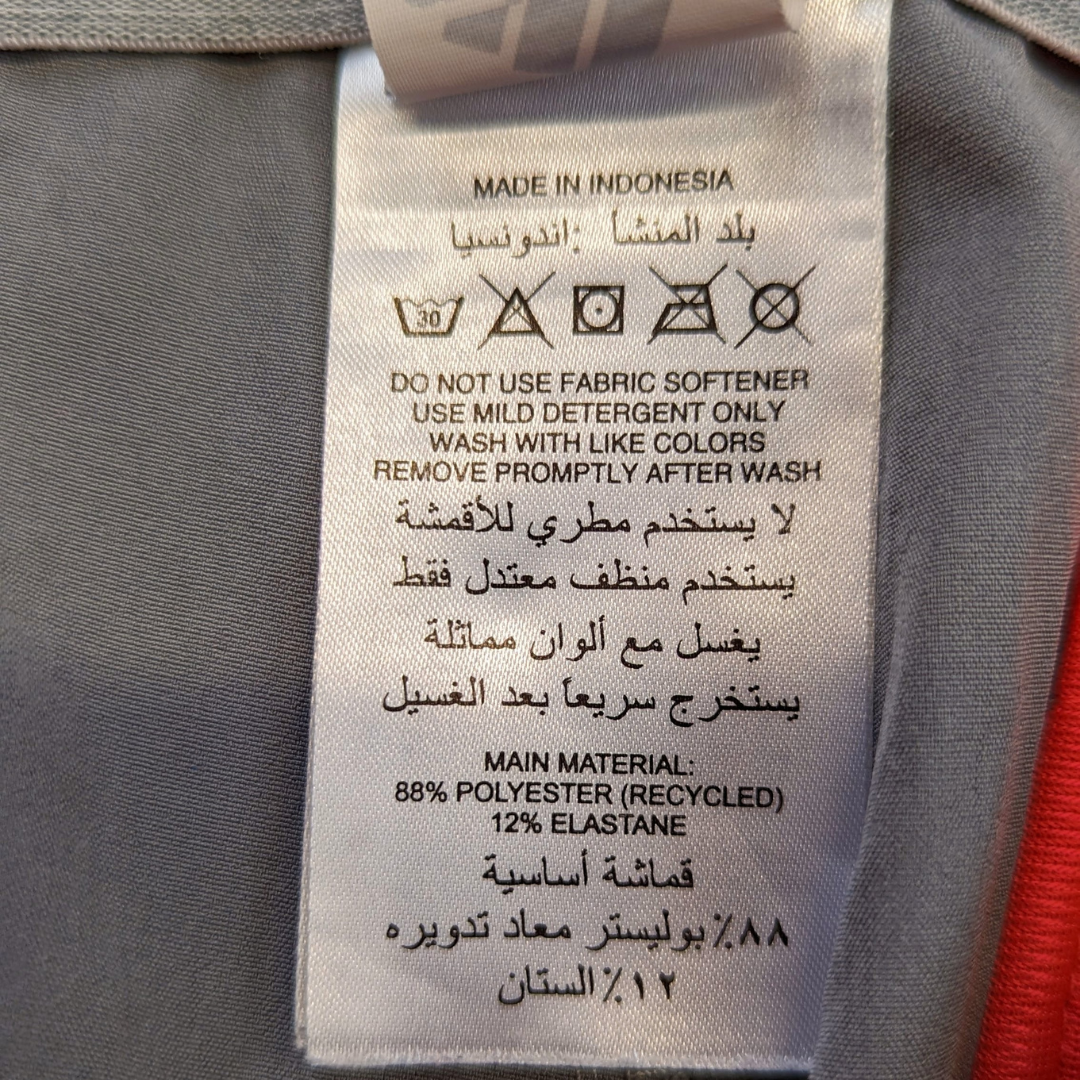 MADE IN INDONESIA
بلد المنشأ :اندونسيا
30
DO NOT USE FABRIC SOFTENER
USE MILD DETERGENT ONLY
WASH WITH LIKE COLORS
REMOVE PROMPTLY AFTER WASH
لا يستخدم مطري للأقمشة
يستخدم منظف معتدل فقط
يغسل مع ألوان مماثلة
يستخرج سريعاً بعد الغسيل
MAIN MATERIAL:
88% POLYESTER (RECYCLED)
12% ELASTANE
قماشة أساسية
٨٨٪ بوليستر معاد تدويره
١٢٪ الستان